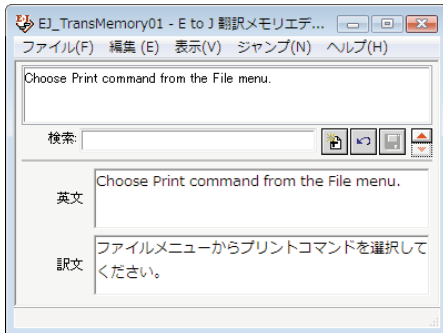 EJ_TransMemory01 - E to J 翻訳メモリエデ...
ファイル(F) 編集(E) 表示(V) ジャンプ(N) ヘルプ(H)
Choose Print command from the File menu.
検索:
英文
Choose Print command from the File menu.
訳文
ファイルメニューからプリントコマンドを選択して
ください。